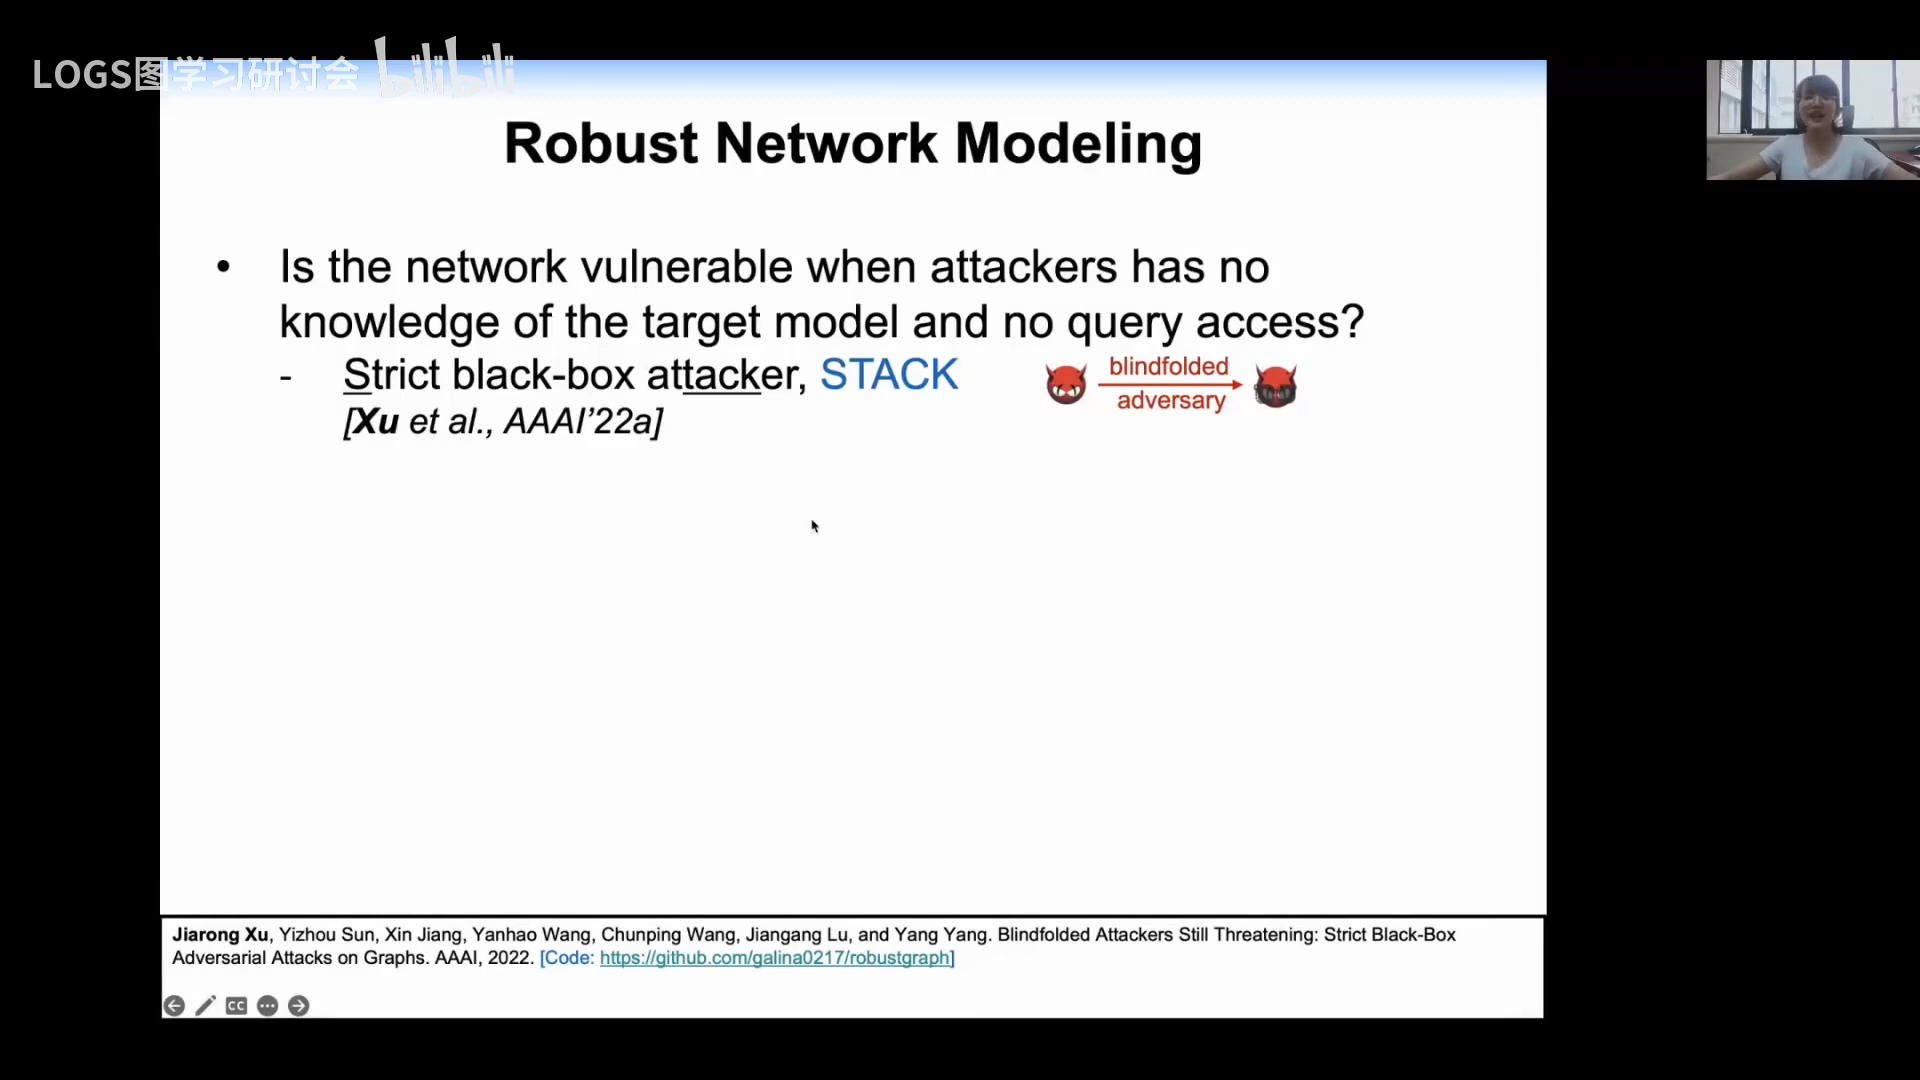 LOGS图学习研讨会 bilibili
Robust Network Modeling
• Is the network vulnerable when attackers has no
knowledge of the target model and no query access?
- Strict black-box attacker, STACK
blindfolded
adversary
[Xu et al., AAAI’22a]
Jiarong Xu, Yizhou Sun, Xin Jiang, Yanhao Wang, Chunping Wang, Jiangang Lu, and Yang Yang. Blindfolded Attackers Still Threatening: Strict Black-Box
Adversarial Attacks on Graphs. AAAI, 2022. [Code: https://github.com/galina0217/robustgraph]
CC